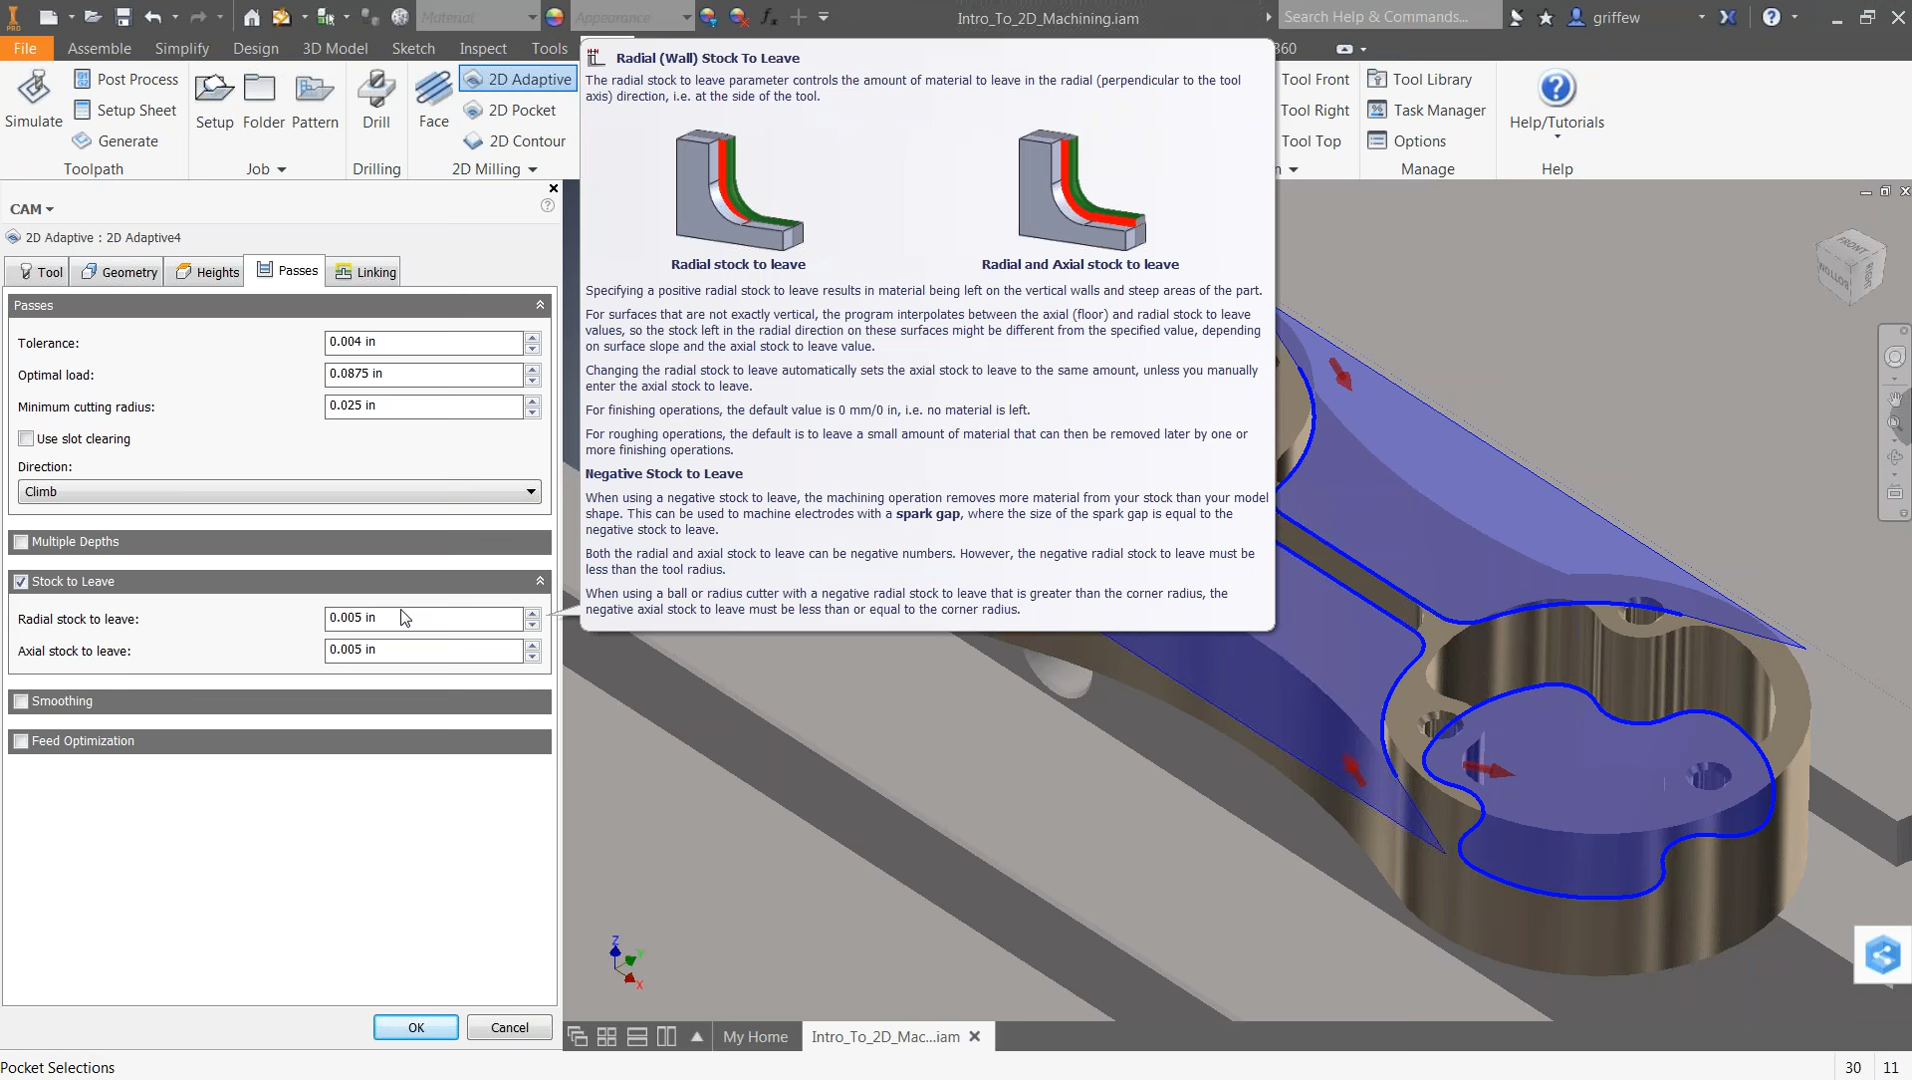 Material
Appearance
Intro_To_2D_Machining.iam
Search Help & Commands...
griffew
PRO
File
Assemble
Simplify
Design
3D Model
Sketch
Inspect
Tools
360
Simulate
Post Process
Setup Sheet
Generate
Toolpath
Setup
Folder
Pattern
Job
Drill
Drilling
Face
2D Adaptive
2D Pocket
2D Contour
2D Milling
Tool Front
Tool Right
Tool Top
Tool Library
Task Manager
Options
Manage
Help/Tutorials
Help
CAM
2D Adaptive : 2D Adaptive4
Tool
Geometry
Heights
Passes
Linking
Passes
Tolerance:
0.004 in
Optimal load:
0.0875 in
Minimum cutting radius:
0.025 in
Use slot clearing
Direction:
Climb
Multiple Depths
Stock to Leave
Radial stock to leave:
0.005 in
Axial stock to leave:
0.005 in
Smoothing
Feed Optimization
OK
Cancel
Radial (Wall) Stock To Leave
The radial stock to leave parameter controls the amount of material to leave in the radial (perpendicular to the tool
axis) direction, i.e. at the side of the tool.
Radial stock to leave
Radial and Axial stock to leave
Specifying a positive radial stock to leave results in material being left on the vertical walls and steep areas of the part.
For surfaces that are not exactly vertical, the program interpolates between the axial (floor) and radial stock to leave
values, so the stock left in the radial direction on these surfaces might be different from the specified value, depending
on surface slope and the axial stock to leave value.
Changing the radial stock to leave automatically sets the axial stock to leave to the same amount, unless you manually
enter the axial stock to leave.
For finishing operations, the default value is 0 mm/0 in, i.e. no material is left.
For roughing operations, the default is to leave a small amount of material that can then be removed later by one or
more finishing operations.
Negative Stock to Leave
When using a negative stock to leave, the machining operation removes more material from your stock than your model
shape. This can be used to machine electrodes with a spark gap, where the size of the spark gap is equal to the
negative stock to leave.
Both the radial and axial stock to leave can be negative numbers. However, the negative radial stock to leave must be
less than the tool radius.
When using a ball or radius cutter with a negative radial stock to leave that is greater than the corner radius, the
negative axial stock to leave must be less than or equal to the corner radius.
FRONT
RIGHT
BOTTOM
Z
Y
X
My Home
Intro_To_2D_Mac...iam
Pocket Selections
30
11